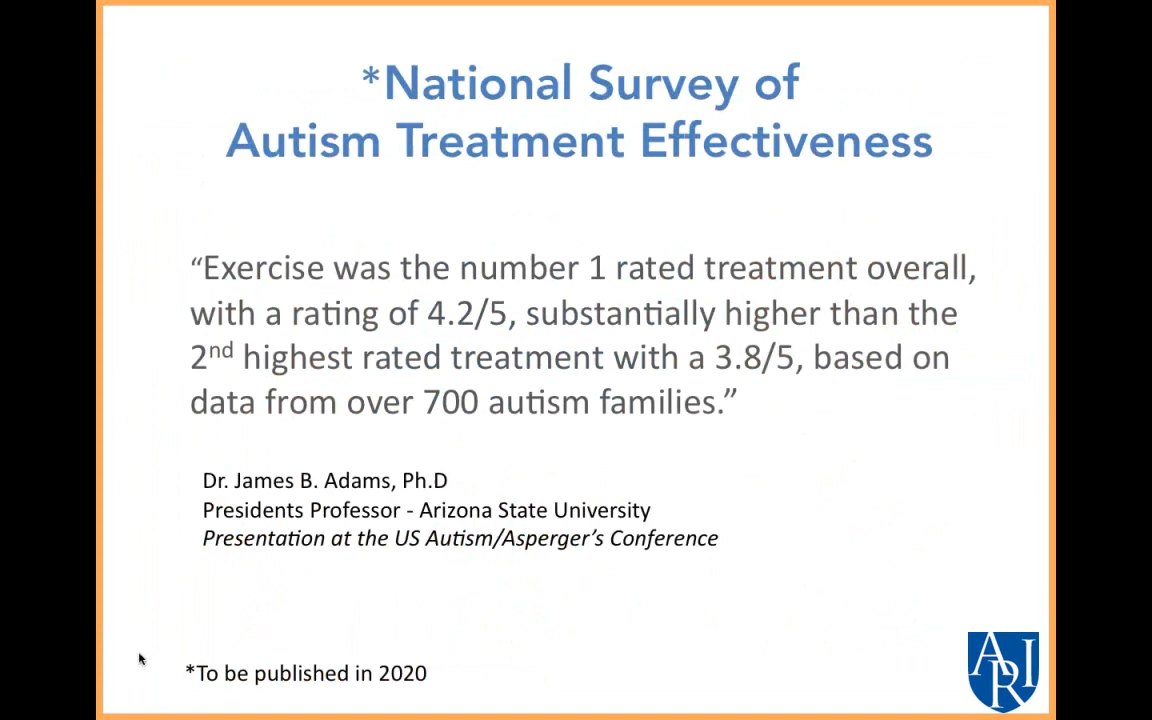 *National Survey of
Autism Treatment Effectiveness
“Exercise was the number 1 rated treatment overall,
with a rating of 4.2/5, substantially higher than the
2nd highest rated treatment with a 3.8/5, based on
data from over 700 autism families.”
Dr. James B. Adams, Ph.D
Presidents Professor - Arizona State University
Presentation at the US Autism/Asperger’s Conference
*To be published in 2020
ARI